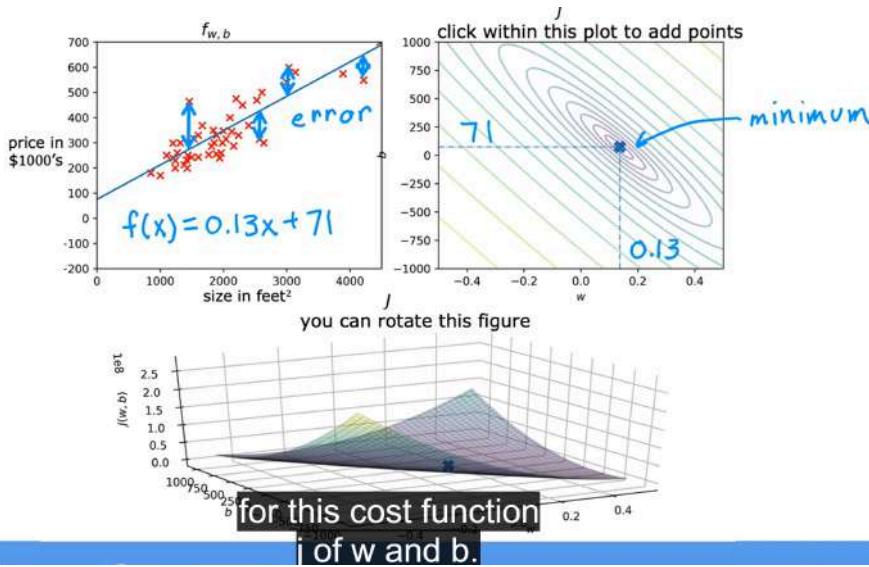 f_{w,b}
J
click within this plot to add points
price in
$1000's
700
600
500
400
300
200
100
0
-100
-200
0
1000
2000
3000
4000
size in feet²
error
f(x)=0.13x+71
1000
750
500
250
0
−250
−500
−750
−1000
b
71
minimum
0.13
−0.4
−0.2
0.0
0.2
0.4
w
J
you can rotate this figure
1e8
2.5
2.0
1.5
1.0
0.5
0.0
J(w, b)
1000
750
500
250
b
0.2
0.4
for this cost function
j of w and b.